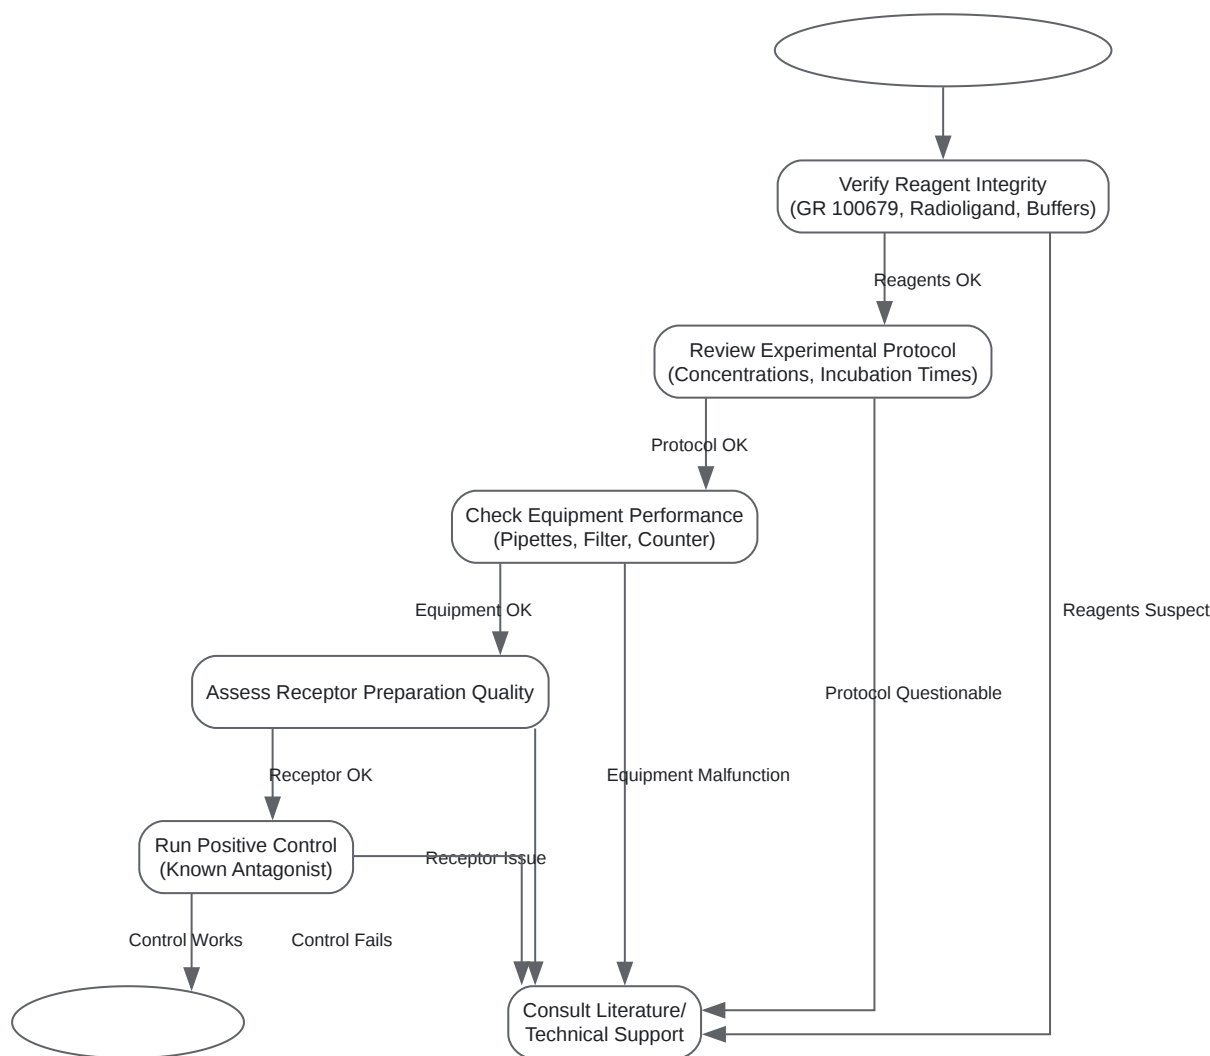 Verify Reagent Integrity
(GR 100679, Radioligand, Buffers)
Reagents OK
Review Experimental Protocol
(Concentrations, Incubation Times)
Protocol OK
Check Equipment Performance
(Pipettes, Filter, Counter)
Equipment OK
Reagents Suspect
Assess Receptor Preparation Quality
Protocol Questionable
Receptor OK
Equipment Malfunction
Run Positive Control
(Known Antagonist)
Receptor Issue
Control Works
Control Fails
Consult Literature/
Technical Support